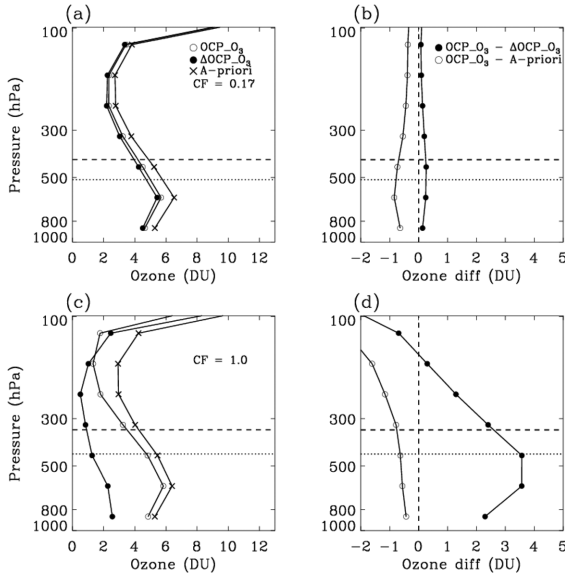 (a)
(b)
100
300
500
800
1000
Pressure (hPa)
OCP_O3
ΔOCP_O3
A-priori
CF = 0.17
0 2 4 6 8 10 12
Ozone (DU)
100
300
500
800
1000
OCP_O3 - ΔOCP_O3
OCP_O3 - A-priori
-2 -1 0 1 2 3 4 5
Ozone diff (DU)
(c)
(d)
100
300
500
800
1000
Pressure (hPa)
CF = 1.0
0 2 4 6 8 10 12
Ozone (DU)
100
300
500
800
1000
-2 -1 0 1 2 3 4 5
Ozone diff (DU)